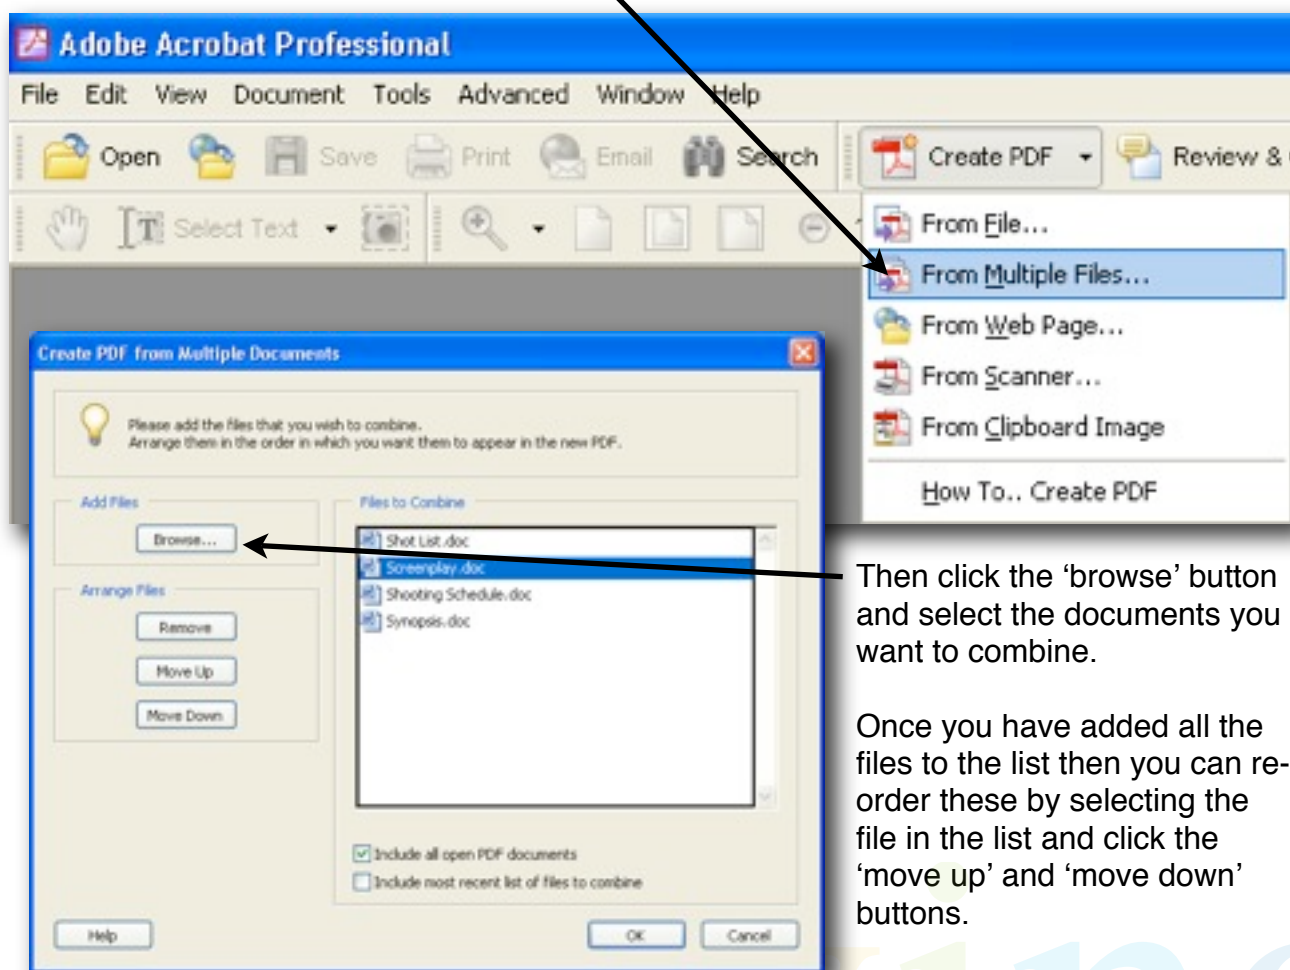 Adobe Acrobat Professional
File Edit View Document Tools Advanced Window Help
Open Save Print Email Search Create PDF Review &
Select Text
From File...
From Multiple Files...
From Web Page...
From Scanner...
From Clipboard Image
How To.. Create PDF
Create PDF from Multiple Documents
Please add the files that you wish to combine.
Arrange them in the order in which you want them to appear in the new PDF.
Add Files
Browse...
Arrange Files
Remove
Move Up
Move Down
Files to Combine
Shot List.doc
Screenplay.doc
Shooting Schedule.doc
Synopsis.doc
Include all open PDF documents
Include most recent list of files to combine
Help OK Cancel
Then click the ‘browse’ button
and select the documents you
want to combine.
Once you have added all the
files to the list then you can re-
order these by selecting the
file in the list and click the
‘move up’ and ‘move down’
buttons.